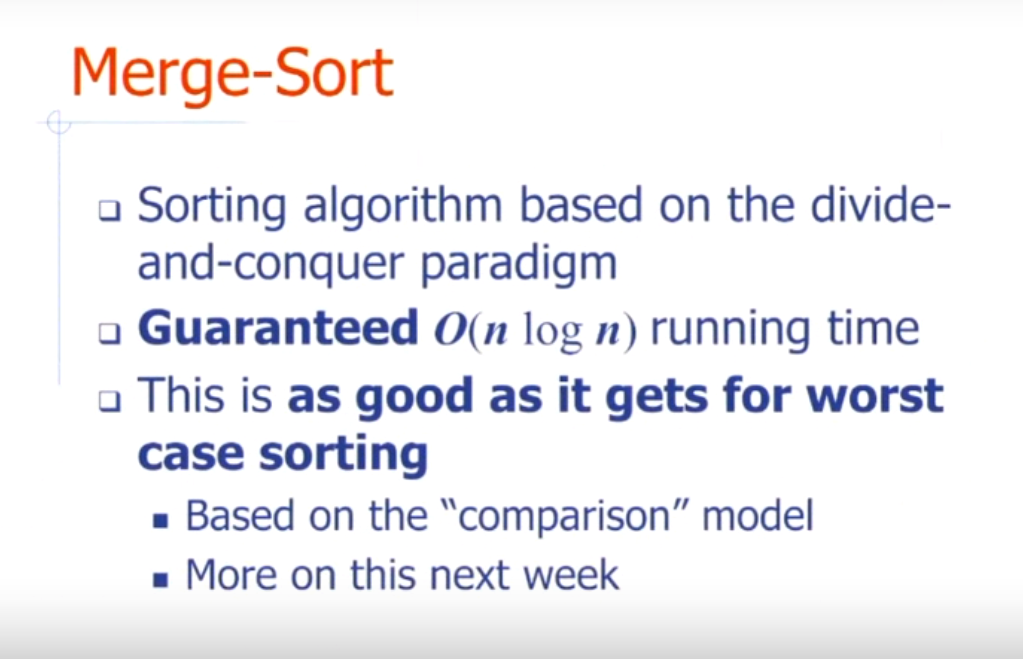 Merge-Sort
Sorting algorithm based on the divide-
and-conquer paradigm
Guaranteed O(n log n) running time
This is as good as it gets for worst
case sorting
Based on the “comparison” model
More on this next week